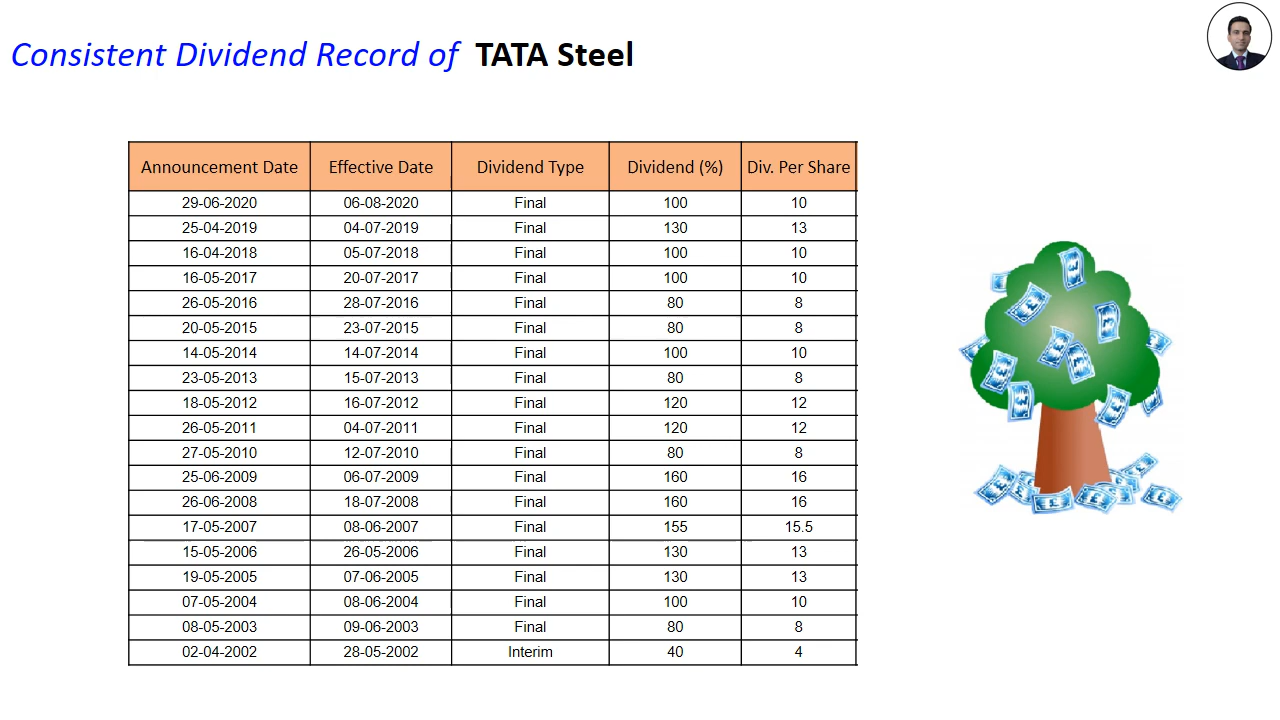 Consistent Dividend Record of TATA Steel
Announcement Date Effective Date Dividend Type Dividend (%) Div. Per Share
29-06-2020 06-08-2020 Final 100 10
25-04-2019 04-07-2019 Final 130 13
16-04-2018 05-07-2018 Final 100 10
16-05-2017 20-07-2017 Final 100 10
26-05-2016 28-07-2016 Final 80 8
20-05-2015 23-07-2015 Final 80 8
14-05-2014 14-07-2014 Final 100 10
23-05-2013 15-07-2013 Final 80 8
18-05-2012 16-07-2012 Final 120 12
26-05-2011 04-07-2011 Final 120 12
27-05-2010 12-07-2010 Final 80 8
25-06-2009 06-07-2009 Final 160 16
26-06-2008 18-07-2008 Final 160 16
17-05-2007 08-06-2007 Final 155 15.5
15-05-2006 26-05-2006 Final 130 13
19-05-2005 07-06-2005 Final 130 13
07-05-2004 08-06-2004 Final 100 10
08-05-2003 09-06-2003 Final 80 8
02-04-2002 28-05-2002 Interim 40 4